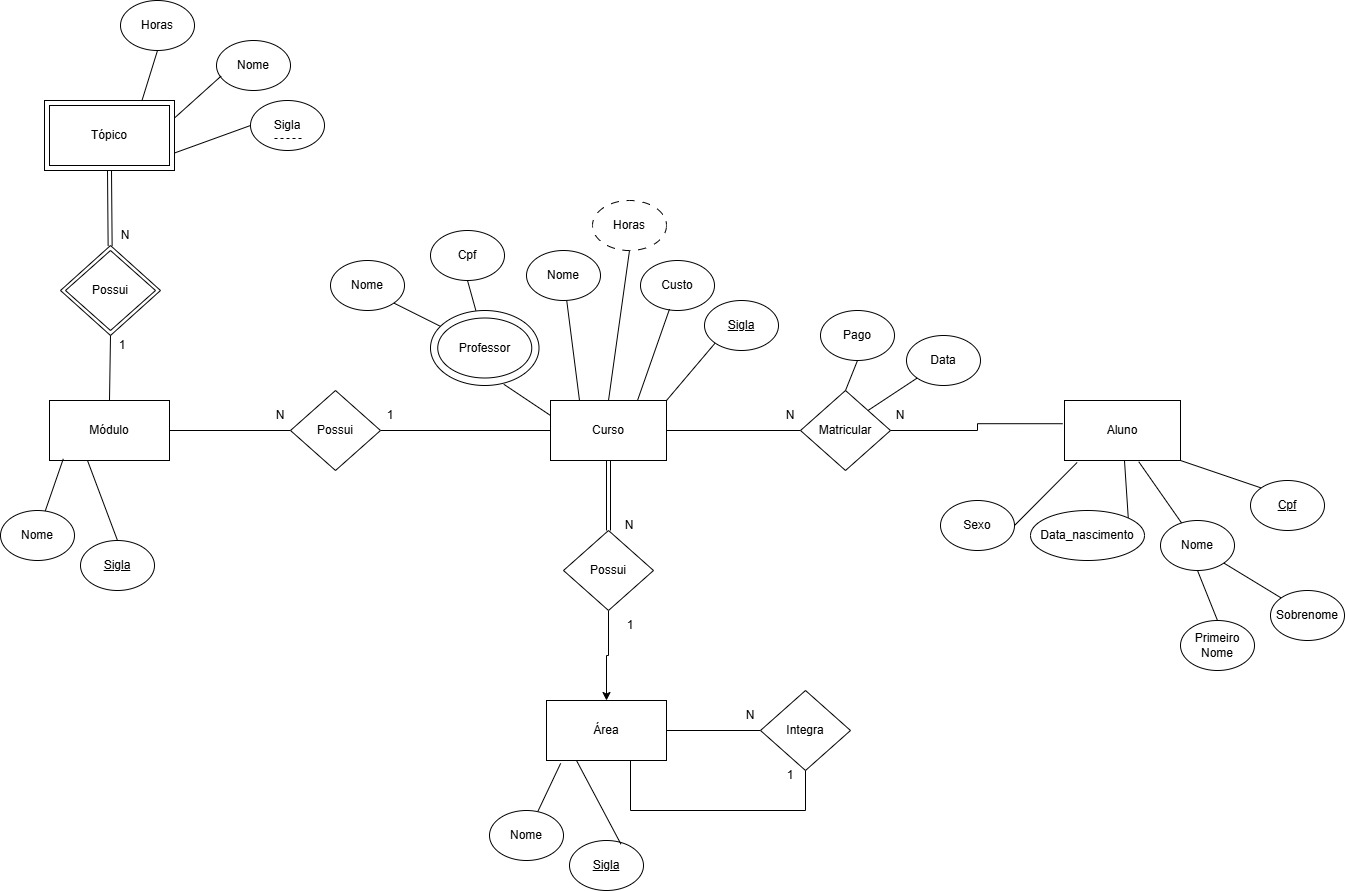 Horas
Nome
Sigla
Tópico
N
Possui
1
Horas
Cpf
Nome
Nome
Custo
Sigla
Professor
Pago
Data
Módulo
N
Possui
1
Curso
N
Matricular
N
Aluno
Nome
Sigla
N
Possui
1
Sexo
Data_nascimento
Nome
Cpf
Sobrenome
Primeiro
Nome
Área
N
Integra
1
Nome
Sigla